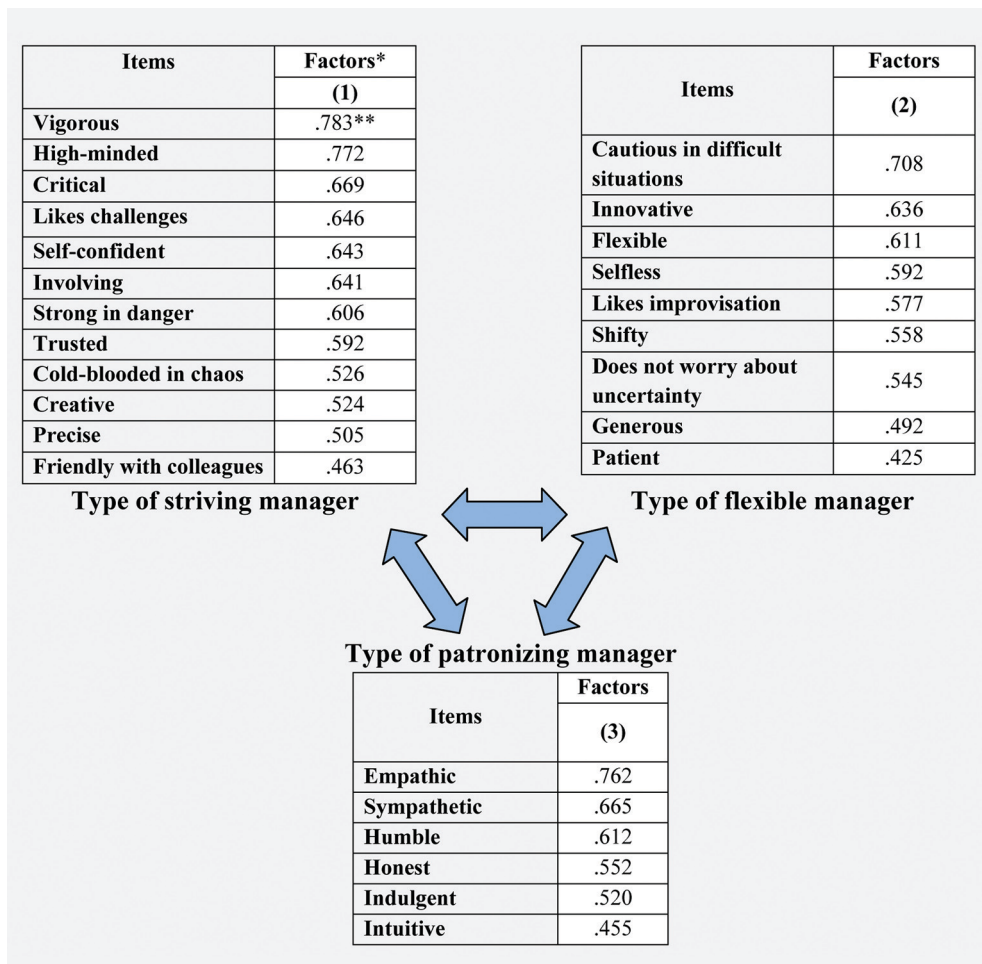 Items Factors*
(1)
Vigorous .783**
High-minded .772
Critical .669
Likes challenges .646
Self-confident .643
Involving .641
Strong in danger .606
Trusted .592
Cold-blooded in chaos .526
Creative .524
Precise .505
Friendly with colleagues .463
Type of striving manager
Items Factors
(2)
Cautious in difficult
situations .708
Innovative .636
Flexible .611
Selfless .592
Likes improvisation .577
Shifty .558
Does not worry about
uncertainty .545
Generous .492
Patient .425
Type of flexible manager
Type of patronizing manager
Items Factors
(3)
Empathic .762
Sympathetic .665
Humble .612
Honest .552
Indulgent .520
Intuitive .455